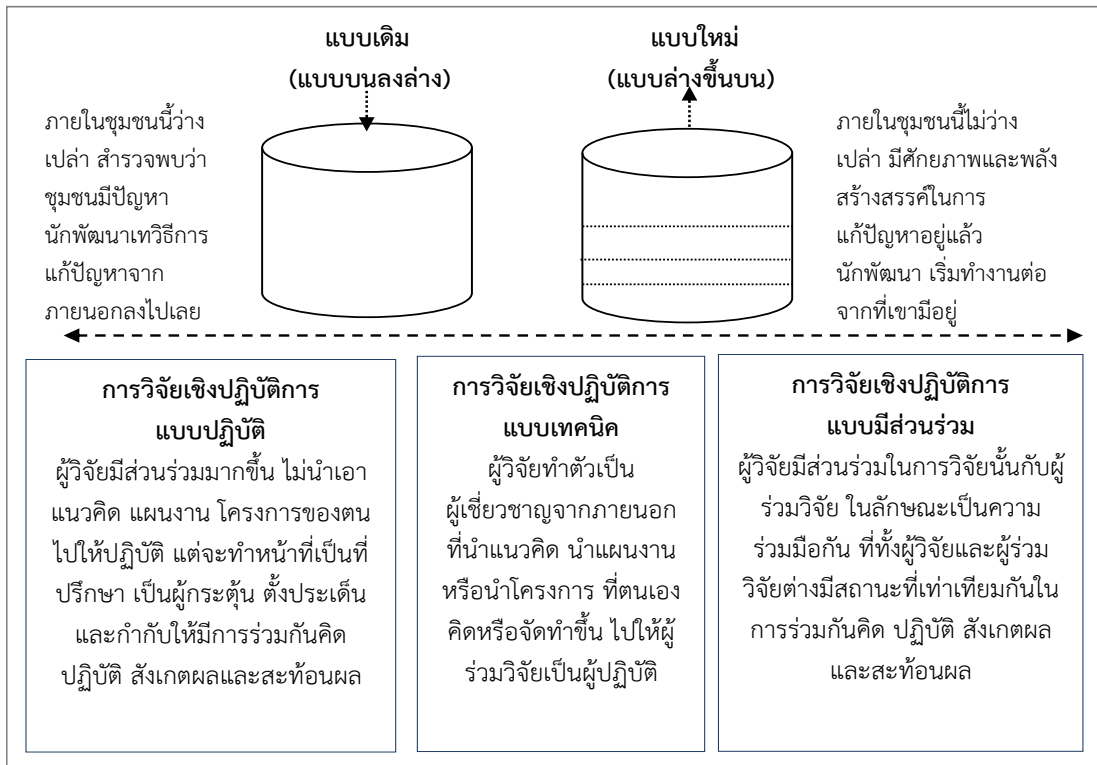 แบบเดิม
(แบบบนลงล่าง)
แบบใหม่
(แบบล่างขึ้นบน)
ภายในชุมชนนี้ว่าง
เปล่า สำรวจพบว่า
ชุมชนมีปัญหา
นักพัฒนาเทวิธีการ
แก้ปัญหาจาก
ภายนอกลงไปเลย
ภายในชุมชนนี้ไม่ว่าง
เปล่า มีศักยภาพและพลัง
สร้างสรรค์ในการ
แก้ปัญหาอยู่แล้ว
นักพัฒนา เริ่มทำงานต่อ
จากที่เขามีอยู่
การวิจัยเชิงปฏิบัติการ
แบบปฏิบัติ
ผู้วิจัยมีส่วนร่วมมากขึ้น ไม่นำเอา
แนวคิด แผนงาน โครงการของตน
ไปให้ปฏิบัติ แต่จะทำหน้าที่เป็นที่
ปรึกษา เป็นผู้กระตุ้น ตั้งประเด็น
และกำกับให้มีการร่วมกันคิด
ปฏิบัติ สังเกตผลและสะท้อนผล
การวิจัยเชิงปฏิบัติการ
แบบเทคนิค
ผู้วิจัยทำตัวเป็น
ผู้เชี่ยวชาญจากภายนอก
ที่นำแนวคิด นำแผนงาน
หรือนำโครงการ ที่ตนเอง
คิดหรือจัดทำขึ้น ไปให้ผู้
ร่วมวิจัยเป็นผู้ปฏิบัติ
การวิจัยเชิงปฏิบัติการ
แบบมีส่วนร่วม
ผู้วิจัยมีส่วนร่วมในการวิจัยนั้นกับผู้
ร่วมวิจัย ในลักษณะเป็นความ
ร่วมมือกัน ที่ทั้งผู้วิจัยและผู้ร่วม
วิจัยต่างมีสถานะที่เท่าเทียมกันใน
การร่วมกันคิด ปฏิบัติ สังเกตผล
และสะท้อนผล